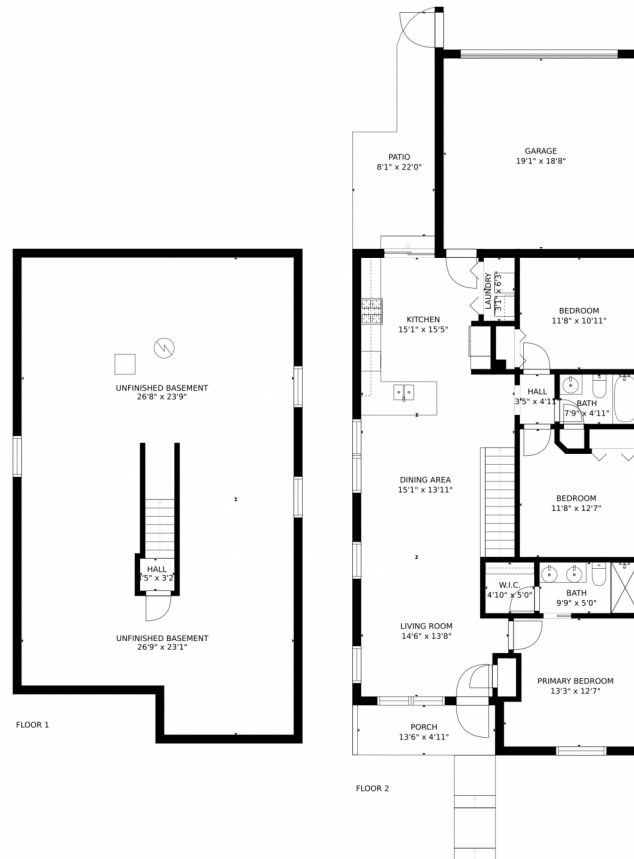 GARAGE
19'1" x 18'8"
PATIO
8'1" x 22'0"
LAUNDRY
3'1" x 6'3"
KITCHEN
15'1" x 15'5"
BEDROOM
11'8" x 10'11"
UNFINISHED BASEMENT
26'8" x 23'9"
HALL
3'5" x 4'11"
BATH
7'9" x 4'11"
DINING AREA
15'1" x 13'11"
BEDROOM
11'8" x 12'7"
HALL
W.I.C.
4'10" x 5'0"
BATH
9'9" x 5'0"
LIVING ROOM
14'6" x 13'8"
UNFINISHED BASEMENT
26'9" x 23'1"
PRIMARY BEDROOM
13'3" x 12'7"
FLOOR 1
PORCH
13'6" x 4'11"
FLOOR 2